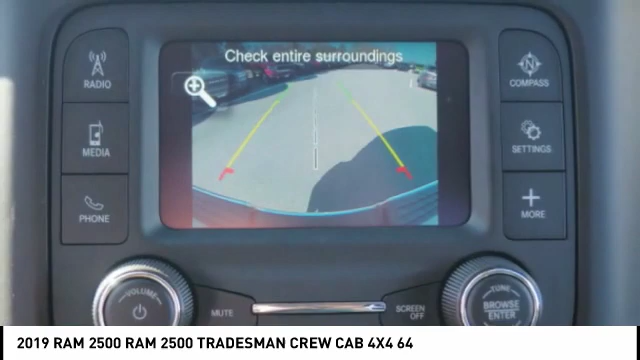 Check entire surroundings
RADIO
MEDIA
PHONE
N
COMPASS
SETTINGS
MORE
VOLUME
MUTE
SCREEN
OFF
TUNE
BROWSE
ENTER
2019 RAM 2500 RAM 2500 TRADESMAN CREW CAB 4X4 64